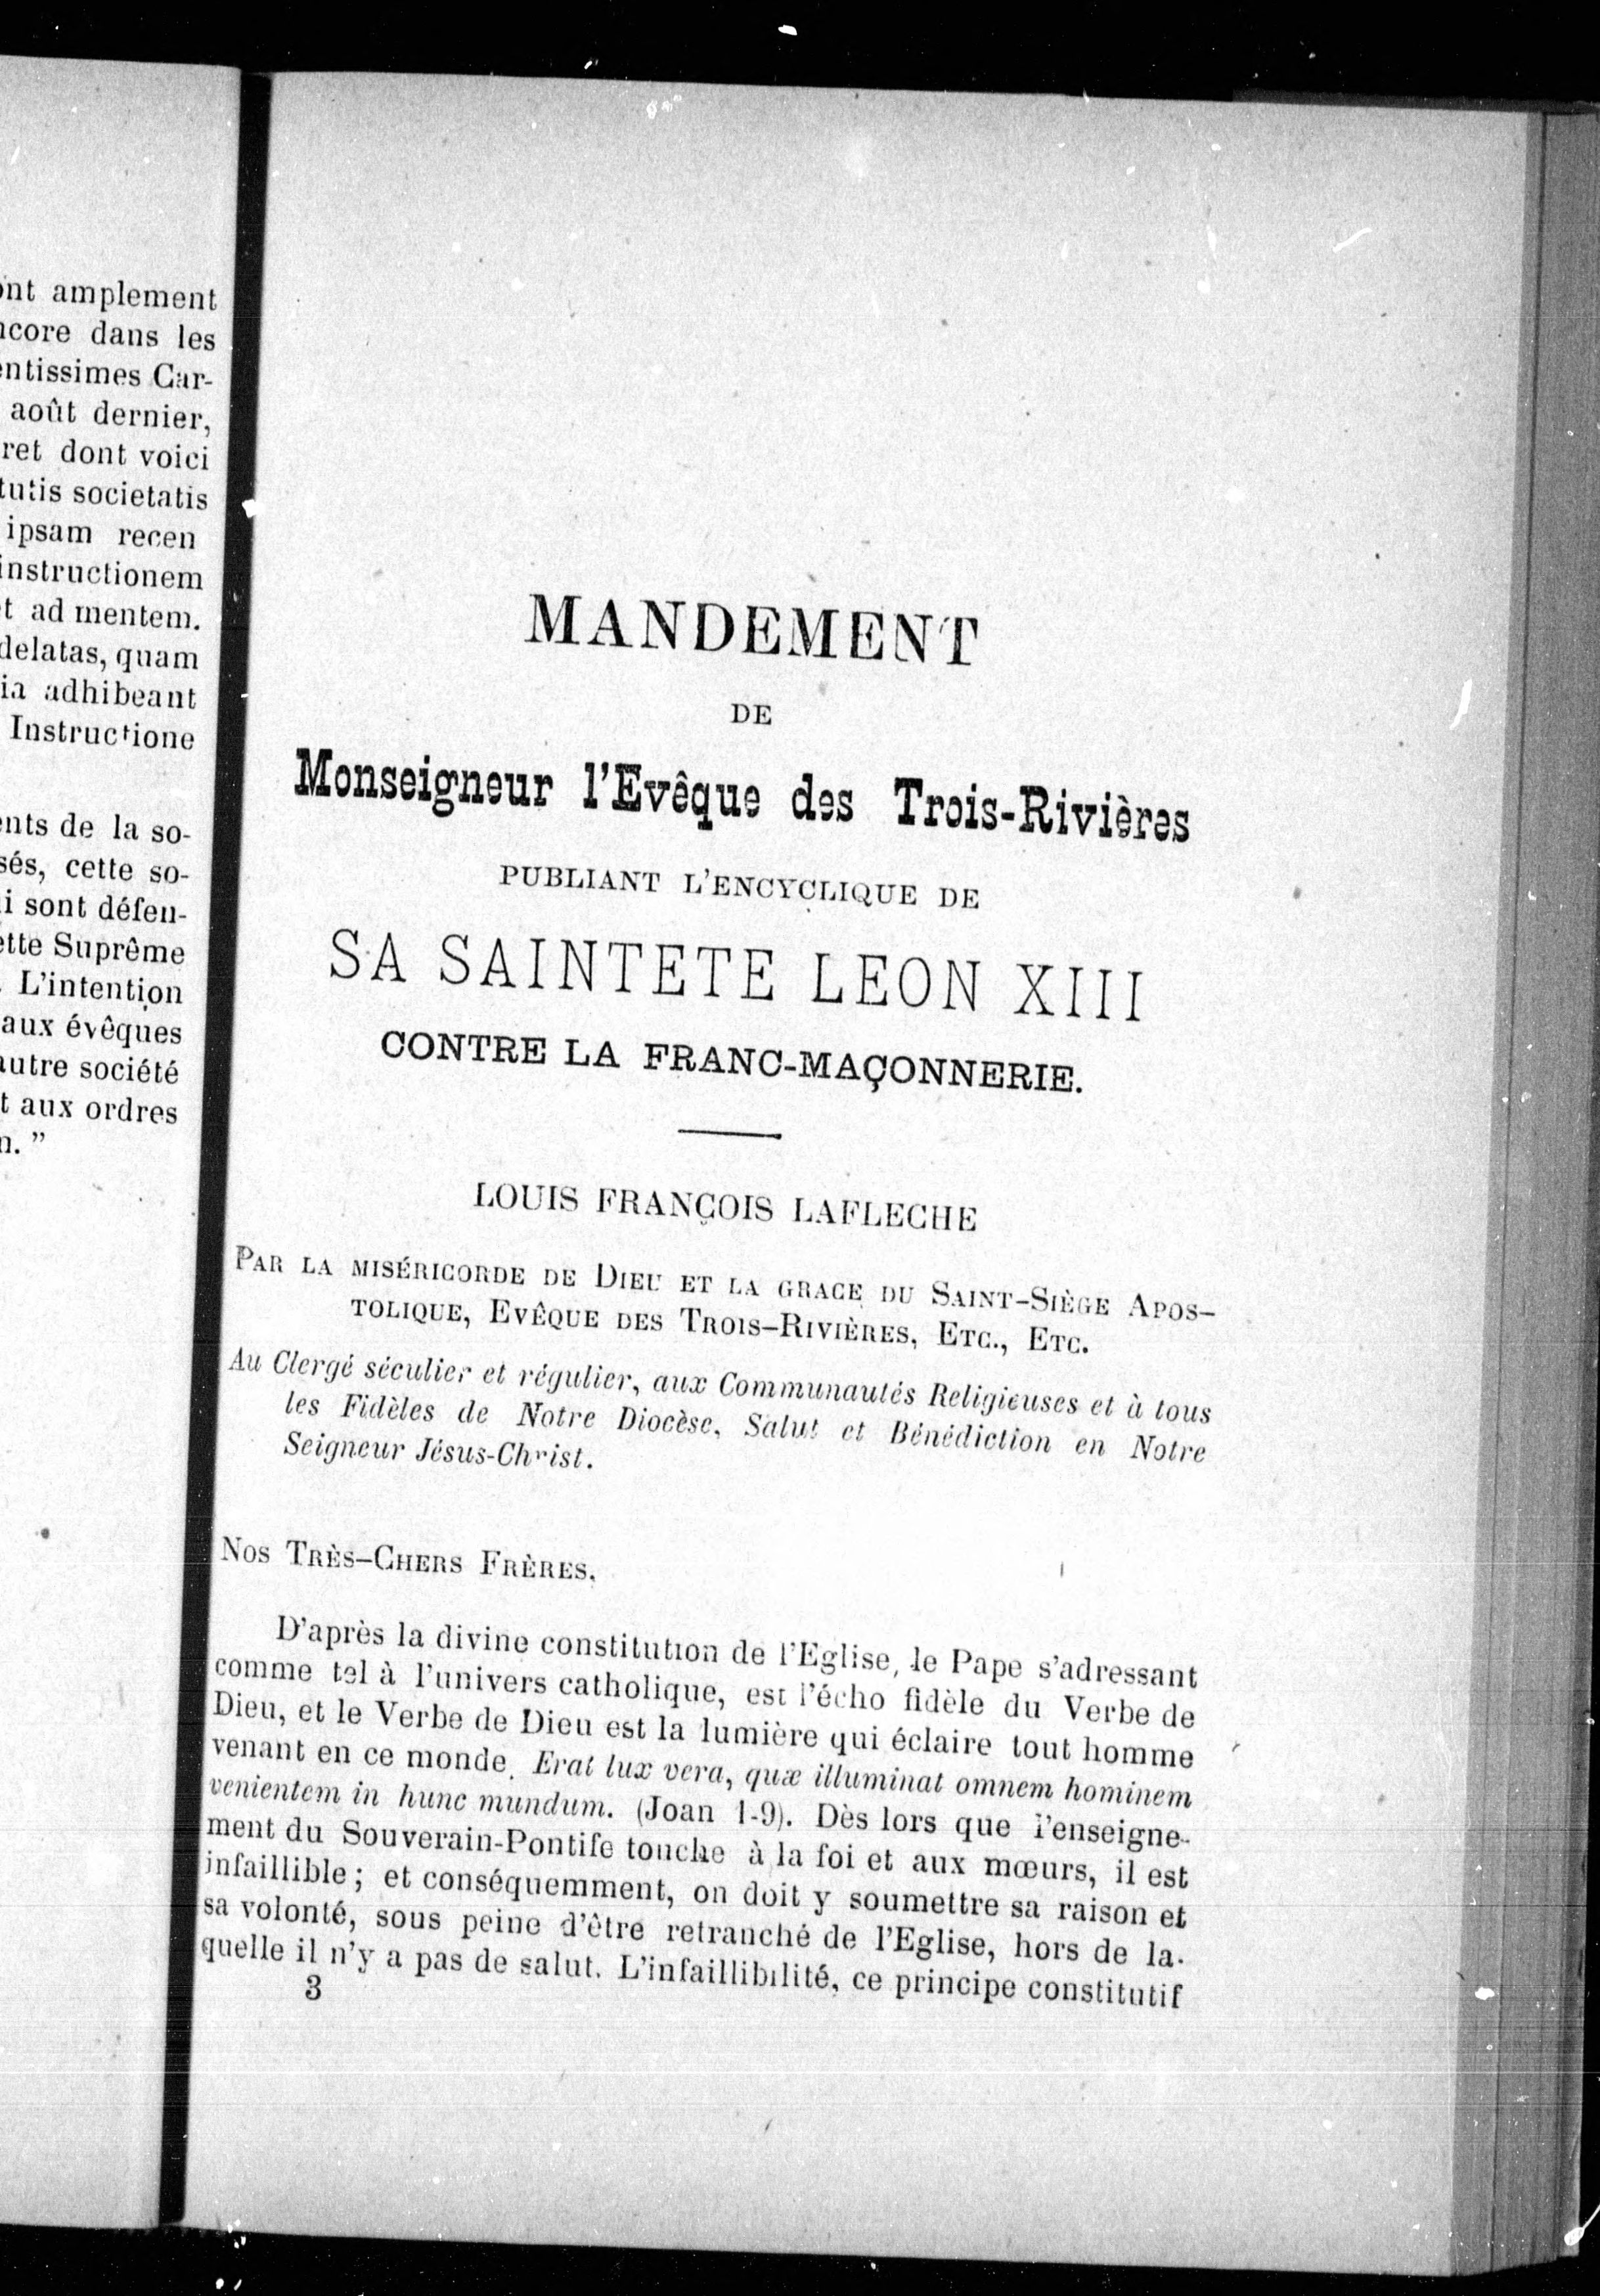 ont amplement
ncore dans les
entissimes Car-
août dernier,
ret dont voici
tutis societatis
ipsam recen
instructionem
et ad mentem.
delatas, quam
ia adhibeant
Instructione
ents de la so-
sés, cette so-
i sont défen-
ette Suprême
. L'intention
aux évêques
autre société
t aux ordres
n. "
MANDEMENT
DE
Monseigneur l'Evêque des Trois-Rivières
PUBLIANT L'ENCYCLIQUE DE
SA SAINTETE LEON XIII
CONTRE LA FRANC-MAÇONNERIE.
LOUIS FRANÇOIS LAFLECHE
PAR LA MISÉRICORDE DE DIEU ET LA GRACE DU SAINT-SIÈGE APOS-
TOLIQUE, EVÊQUE DES TROIS-RIVIÈRES, ETC., ETC.
Au Clergé séculier et régulier, aux Communautés Religieuses et à tous
les Fidèles de Notre Diocèse, Salut et Bénédiction en Notre
Seigneur Jésus-Christ.
NOS TRÈS-CHERS FRÈRES,
D'après la divine constitution de l'Eglise, le Pape s'adressant
comme tel à l'univers catholique, est l'écho fidèle du Verbe de
Dieu, et le Verbe de Dieu est la lumière qui éclaire tout homme
venant en ce monde. Erat lux vera, quæ illuminat omnem hominem
venientem in hunc mundum. (Joan 1-9). Dès lors que l'enseigne-
ment du Souverain-Pontife touche à la foi et aux mœurs, il est
infaillible ; et conséquemment, on doit y soumettre sa raison et
sa volonté, sous peine d'être retranché de l'Eglise, hors de la-
quelle il n'y a pas de salut. L'infaillibilité, ce principe constitutif
3